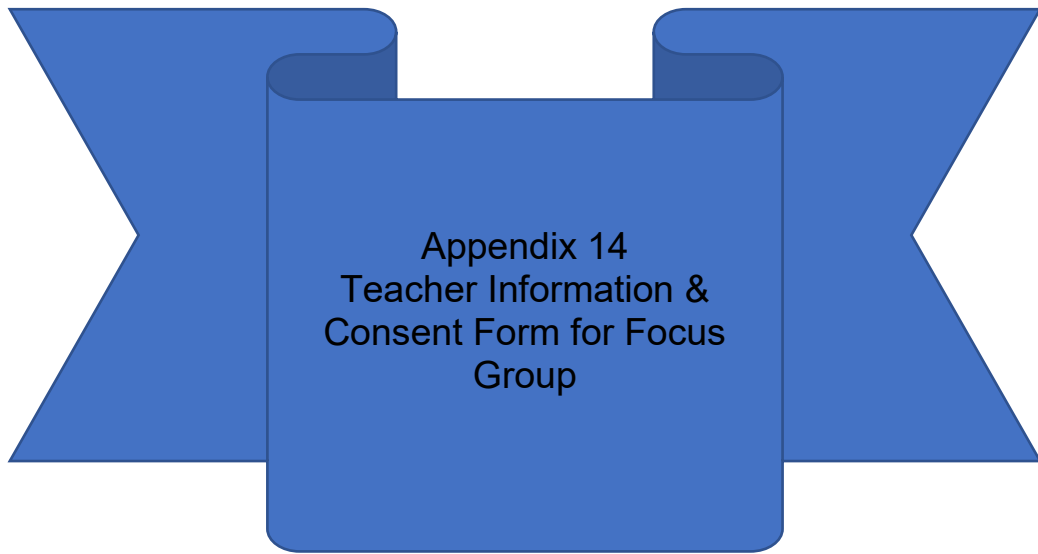 Appendix 14
Teacher Information &
Consent Form for Focus
Group